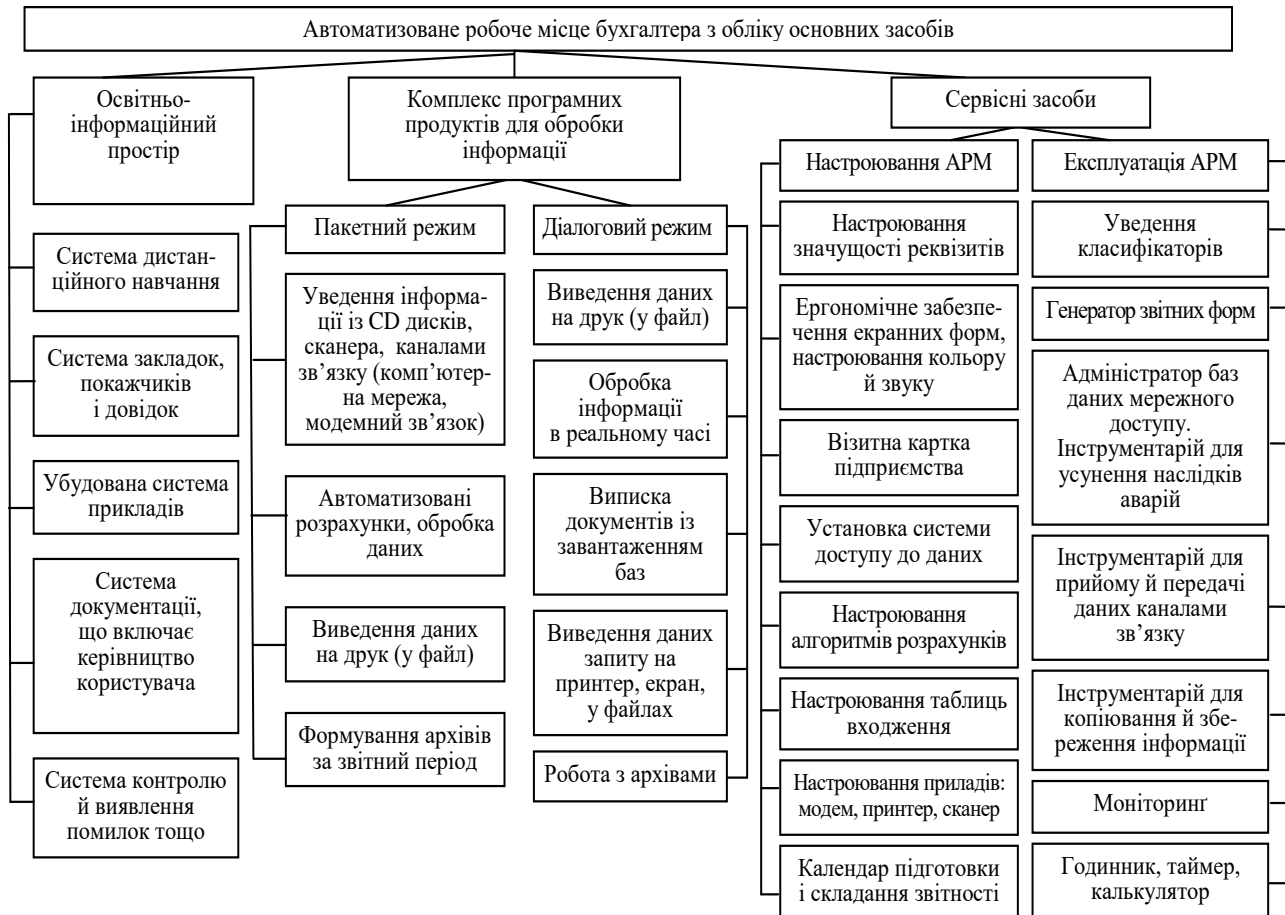 Автоматизоване робоче місце бухгалтера з обліку основних засобів
Освітньо-
інформаційний
простір
Система дистан-
ційного навчання
Система закладок,
покажчиків
і довідок
Убудована система
прикладів
Система
документації,
що включає
керівництво
користувача
Система контролю
й виявлення
помилок тощо
Комплекс програмних
продуктів для обробки
інформації
Пакетний режим
Уведення інформа-
ції із CD дисків,
сканера, каналами
зв’язку (комп’ютер-
на мережа,
модемний зв’язок)
Автоматизовані
розрахунки, обробка
даних
Виведення даних
на друк (у файл)
Формування архівів
за звітний період
Діалоговий режим
Виведення даних
на друк (у файл)
Обробка
інформації
в реальному часі
Виписка
документів із
завантаженням
баз
Виведення даних
запиту на
принтер, екран,
у файлах
Робота з архівами
Сервісні засоби
Настроювання АРМ
Настроювання
значущості реквізитів
Ергономічне забезпе-
чення екранних форм,
настроювання кольору
й звуку
Візитна картка
підприємства
Установка системи
доступу до даних
Настроювання
алгоритмів розрахунків
Настроювання таблиць
входження
Настроювання приладів:
модем, принтер, сканер
Календар підготовки
і складання звітності
Експлуатація АРМ
Уведення
класифікаторів
Генератор звітних форм
Адміністратор баз
даних мережного
доступу.
Інструментарій для
усунення наслідків
аварій
Інструментарій для
прийому й передачі
даних каналами
зв’язку
Інструментарій для
копіювання й збе-
реження інформації
Моніторинґ
Годинник, таймер,
калькулятор